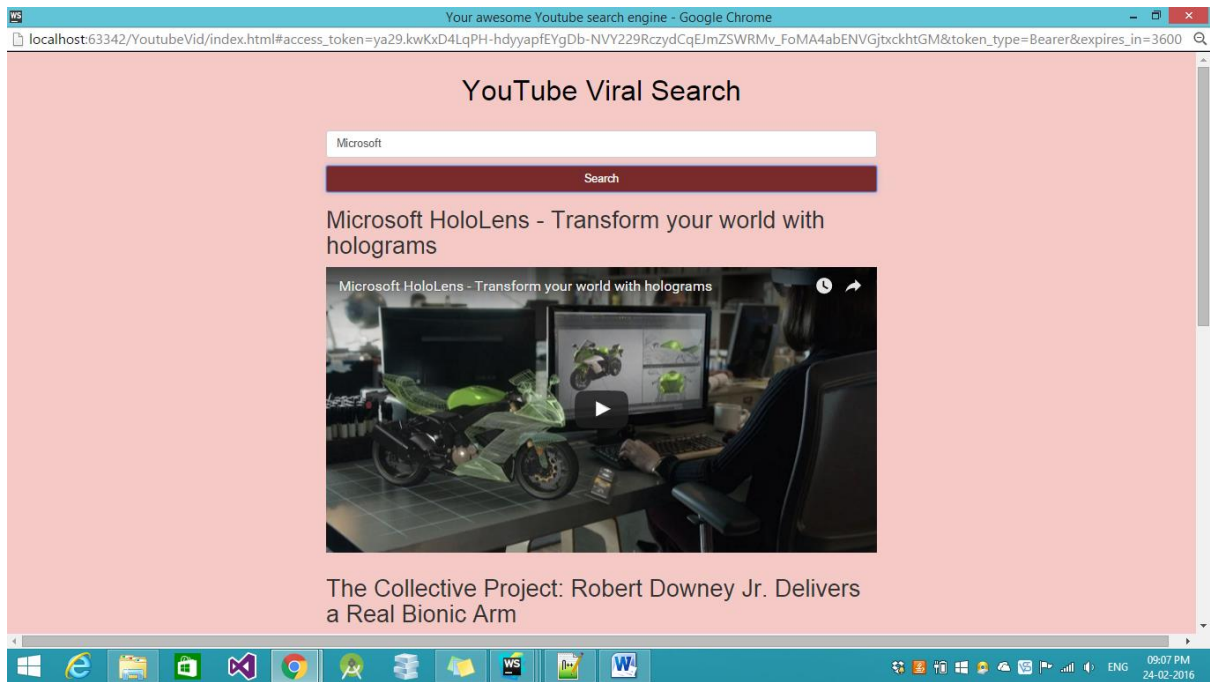 WS
Your awesome Youtube search engine - Google Chrome
localhost:63342/YoutubeVid/index.html#access_token=ya29.kwKxD4LqPH-hdyyapfEYgDb-NVY229RczydCqEJmZSWRMv_FoMA4abENVGjtxckhtGM&token_type=Bearer&expires_in=3600
YouTube Viral Search
Microsoft
Search
Microsoft HoloLens - Transform your world with
holograms
Microsoft HoloLens - Transform your world with holograms
The Collective Project: Robert Downey Jr. Delivers
a Real Bionic Arm
WS
W
ENG
09:07 PM
24-02-2016